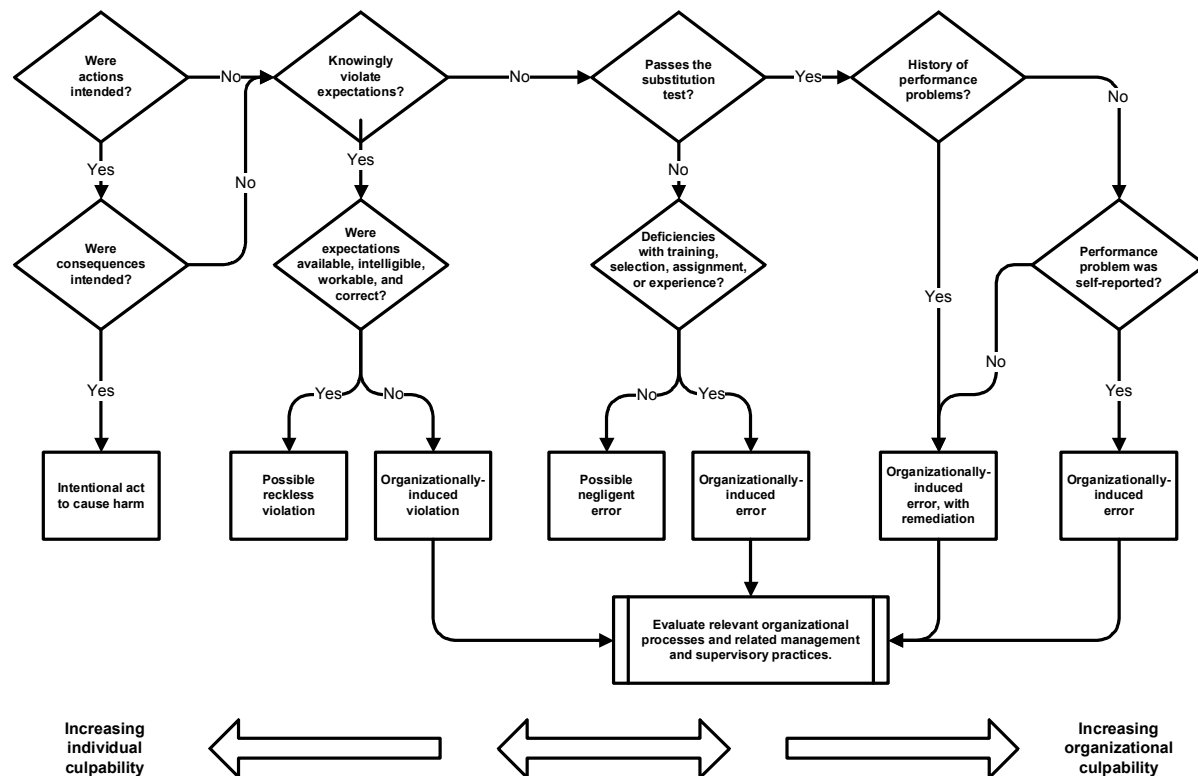 Were
actions
intended?
No
Knowingly
violate
expectations?
No
Passes the
substitution
test?
Yes
History of
performance
problems?
No
Yes
No
Yes
No
Were
consequences
intended?
Were
expectations
available, intelligible,
workable, and
correct?
Deficiencies
with training,
selection, assignment,
or experience?
Yes
Performance
problem was
self-reported?
Yes
Yes
No
No
Yes
No
Yes
Intentional act
to cause harm
Possible
reckless
violation
Organizationally-
induced
violation
Possible
negligent
error
Organizationally-
induced
error
Organizationally-
induced
error, with
remediation
Organizationally-
induced
error
Evaluate relevant organizational
processes and related management
and supervisory practices.
Increasing
individual
culpability
Increasing
organizational
culpability